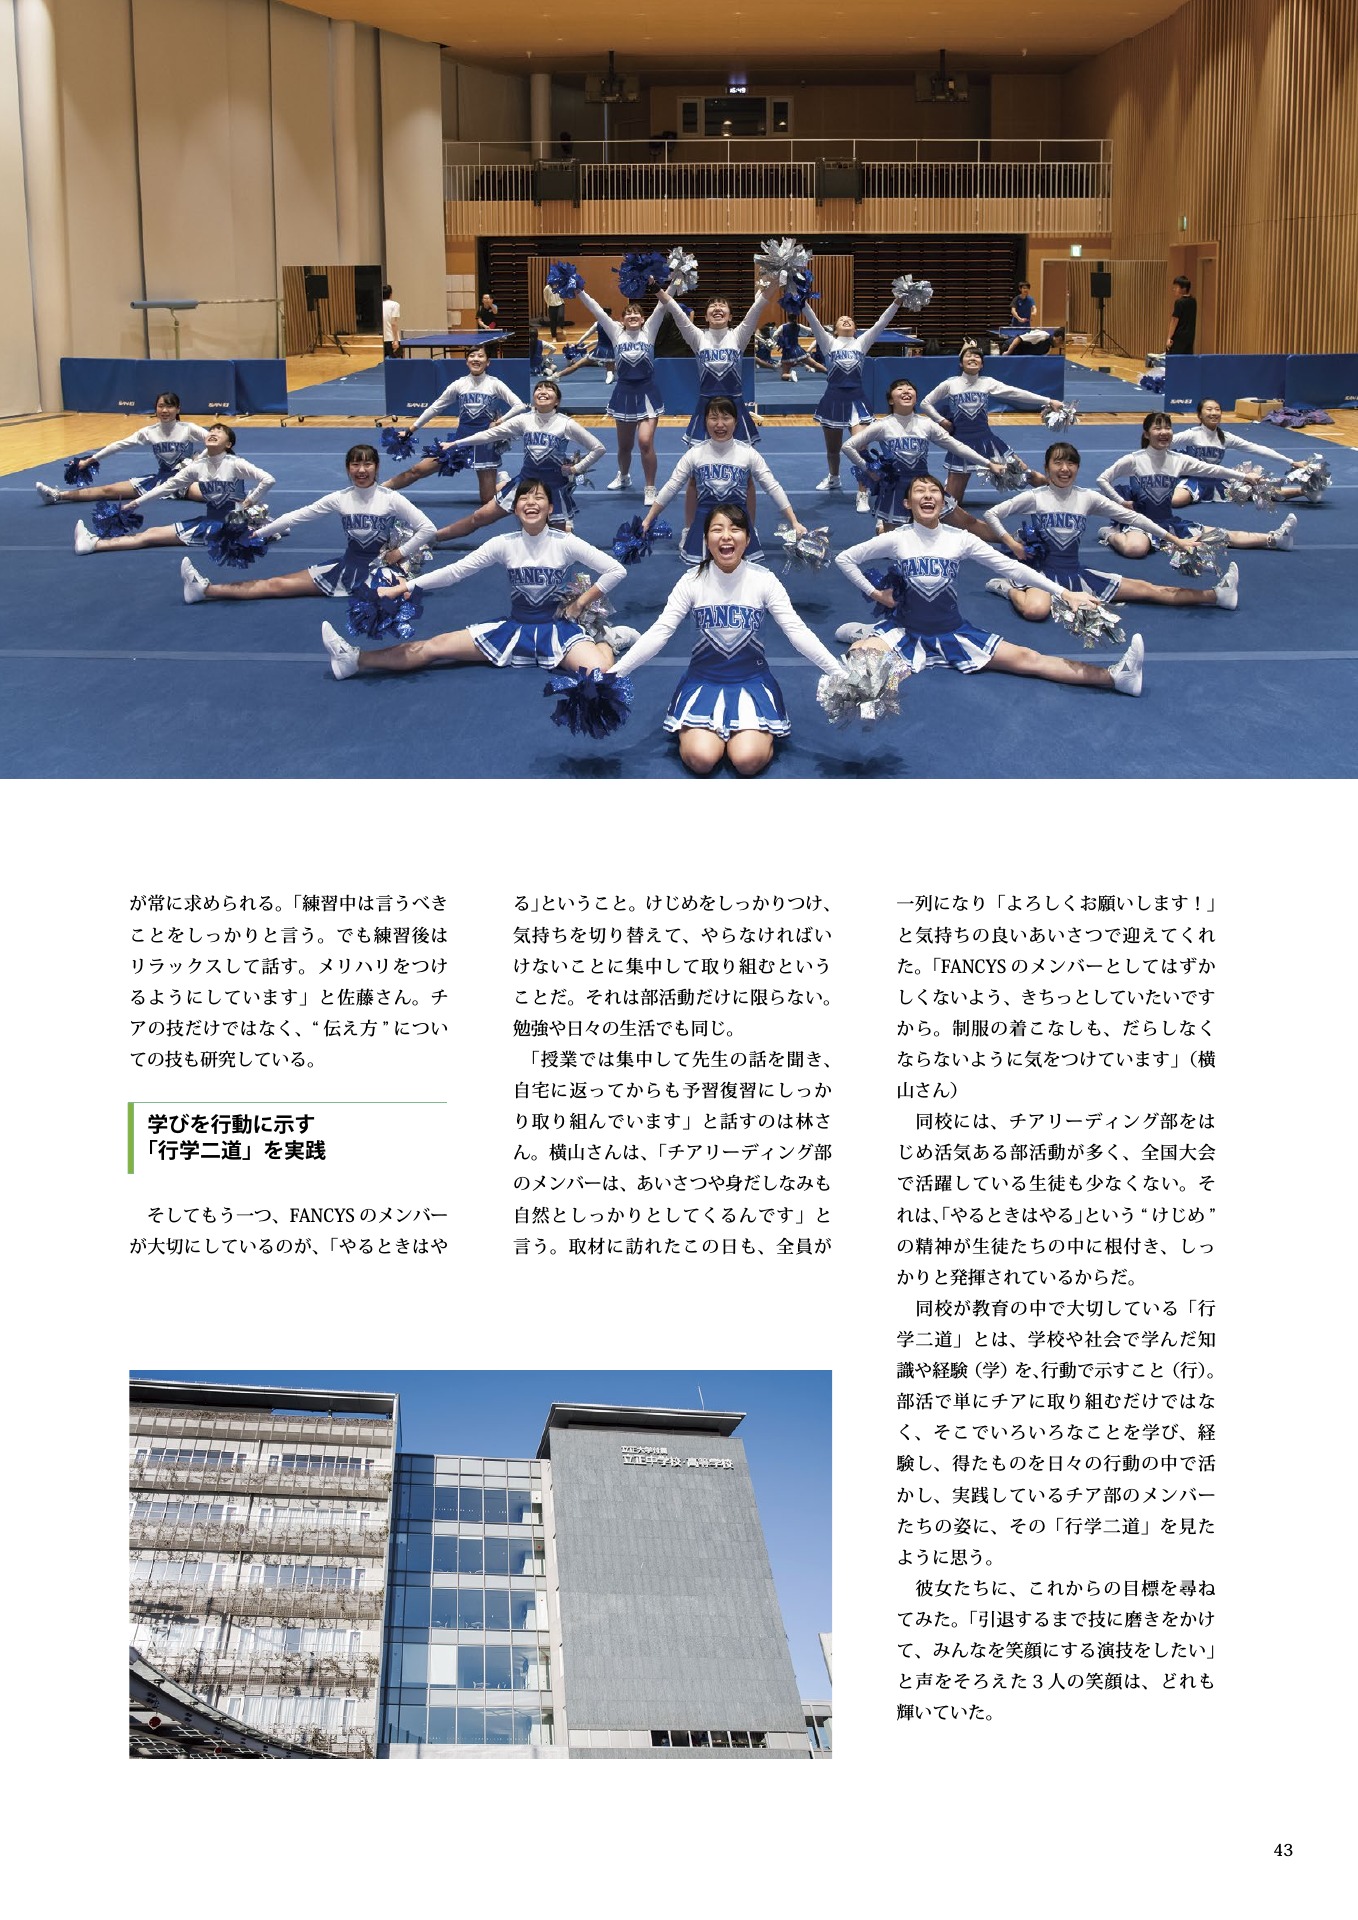 16:49
FANCYS
FANCYS
FANCYS
FANCYS
FANCYS
FANCYS
FANCYS
FANCYS
FANCYS
FANCYS
FANCYS
FANCYS
FANCYS
FANCYS
SAN-EI
SAN-EI
SAN-EI
SAN-EI
が常に求められる。「練習中は言うべき
ことをしっかりと言う。でも練習後は
リラックスして話す。メリハリをつけ
るようにしています」と佐藤さん。チ
アの技だけではなく、“伝え方”につい
ての技も研究している。
学びを行動に示す
「行学二道」を実践
そしてもう一つ、FANCYSのメンバー
が大切にしているのが、「やるときはや
る」ということ。けじめをしっかりつけ、
気持ちを切り替えて、やらなければい
けないことに集中して取り組むという
ことだ。それは部活動だけに限らない。
勉強や日々の生活でも同じ。
「授業では集中して先生の話を聞き、
自宅に返ってからも予習復習にしっか
り取り組んでいます」と話すのは林さ
ん。横山さんは、「チアリーディング部
のメンバーは、あいさつや身だしなみも
自然としっかりとしてくるんです」と
言う。取材に訪れたこの日も、全員が
一列になり「よろしくお願いします！」
と気持ちの良いあいさつで迎えてくれ
た。「FANCYSのメンバーとしてはずか
しくないよう、きちっとしていたいです
から。制服の着こなしも、だらしなく
ならないように気をつけています」（横
山さん）
同校には、チアリーディング部をは
じめ活気ある部活動が多く、全国大会
で活躍している生徒も少なくない。そ
れは、「やるときはやる」という“けじめ”
の精神が生徒たちの中に根付き、しっ
かりと発揮されているからだ。
同校が教育の中で大切している「行
学二道」とは、学校や社会で学んだ知
識や経験（学）を、行動で示すこと（行）。
部活で単にチアに取り組むだけではな
く、そこでいろいろなことを学び、経
験し、得たものを日々の行動の中で活
かし、実践しているチア部のメンバー
たちの姿に、その「行学二道」を見た
ように思う。
彼女たちに、これからの目標を尋ね
てみた。「引退するまで技に磨きをかけ
て、みんなを笑顔にする演技をしたい」
と声をそろえた３人の笑顔は、どれも
輝いていた。
立正大学付属
立正中学校・高等学校
43